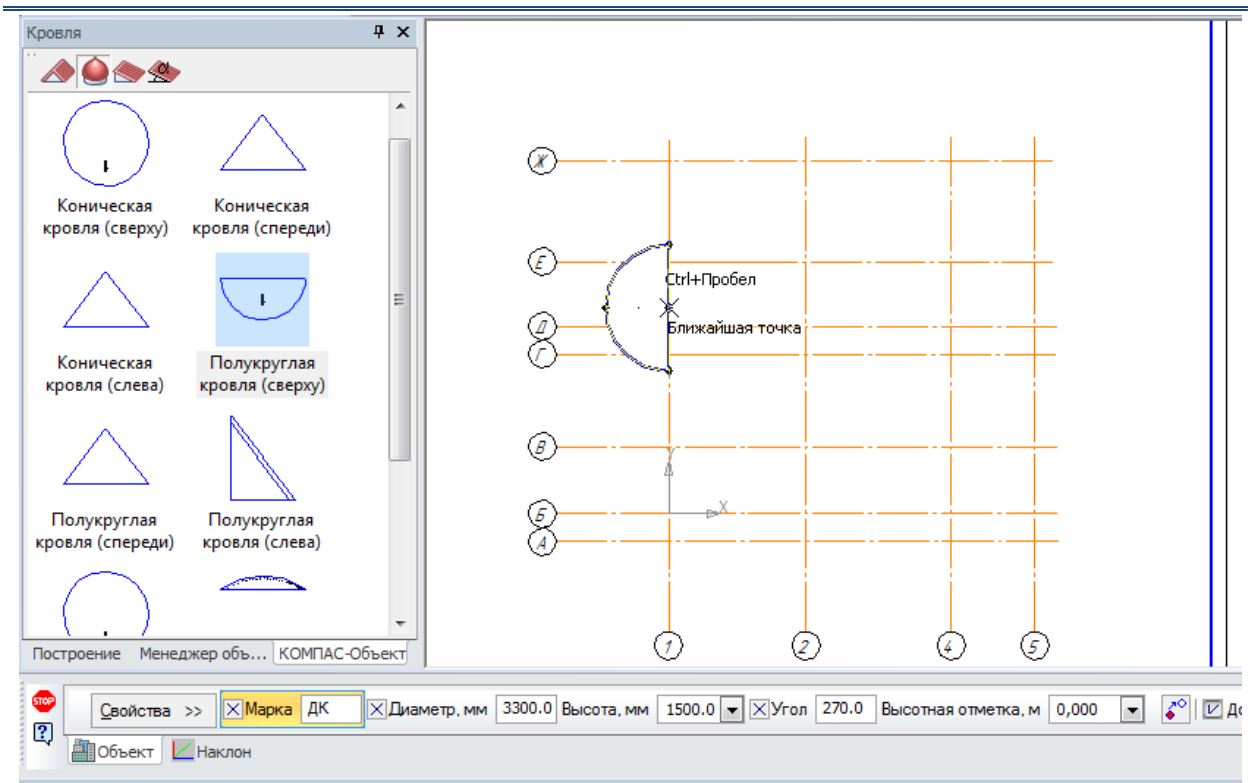 Кровля
Коническая
кровля (сверху)
Коническая
кровля (спереди)
Коническая
кровля (слева)
Полукруглая
кровля (сверху)
Полукруглая
кровля (спереди)
Полукруглая
кровля (слева)
Построение Менеджер объ... КОМПАС-Объект
Ж
Е
Ctrl+Пробел
Д
Ближайшая точка
Г
В
Y
X
Б
А
1 2 4 5
STOP
Свойства >> Марка ДК Диаметр, мм 3300.0 Высота, мм 1500.0 Угол 270.0 Высотная отметка, м 0,000 До
Объект Наклон